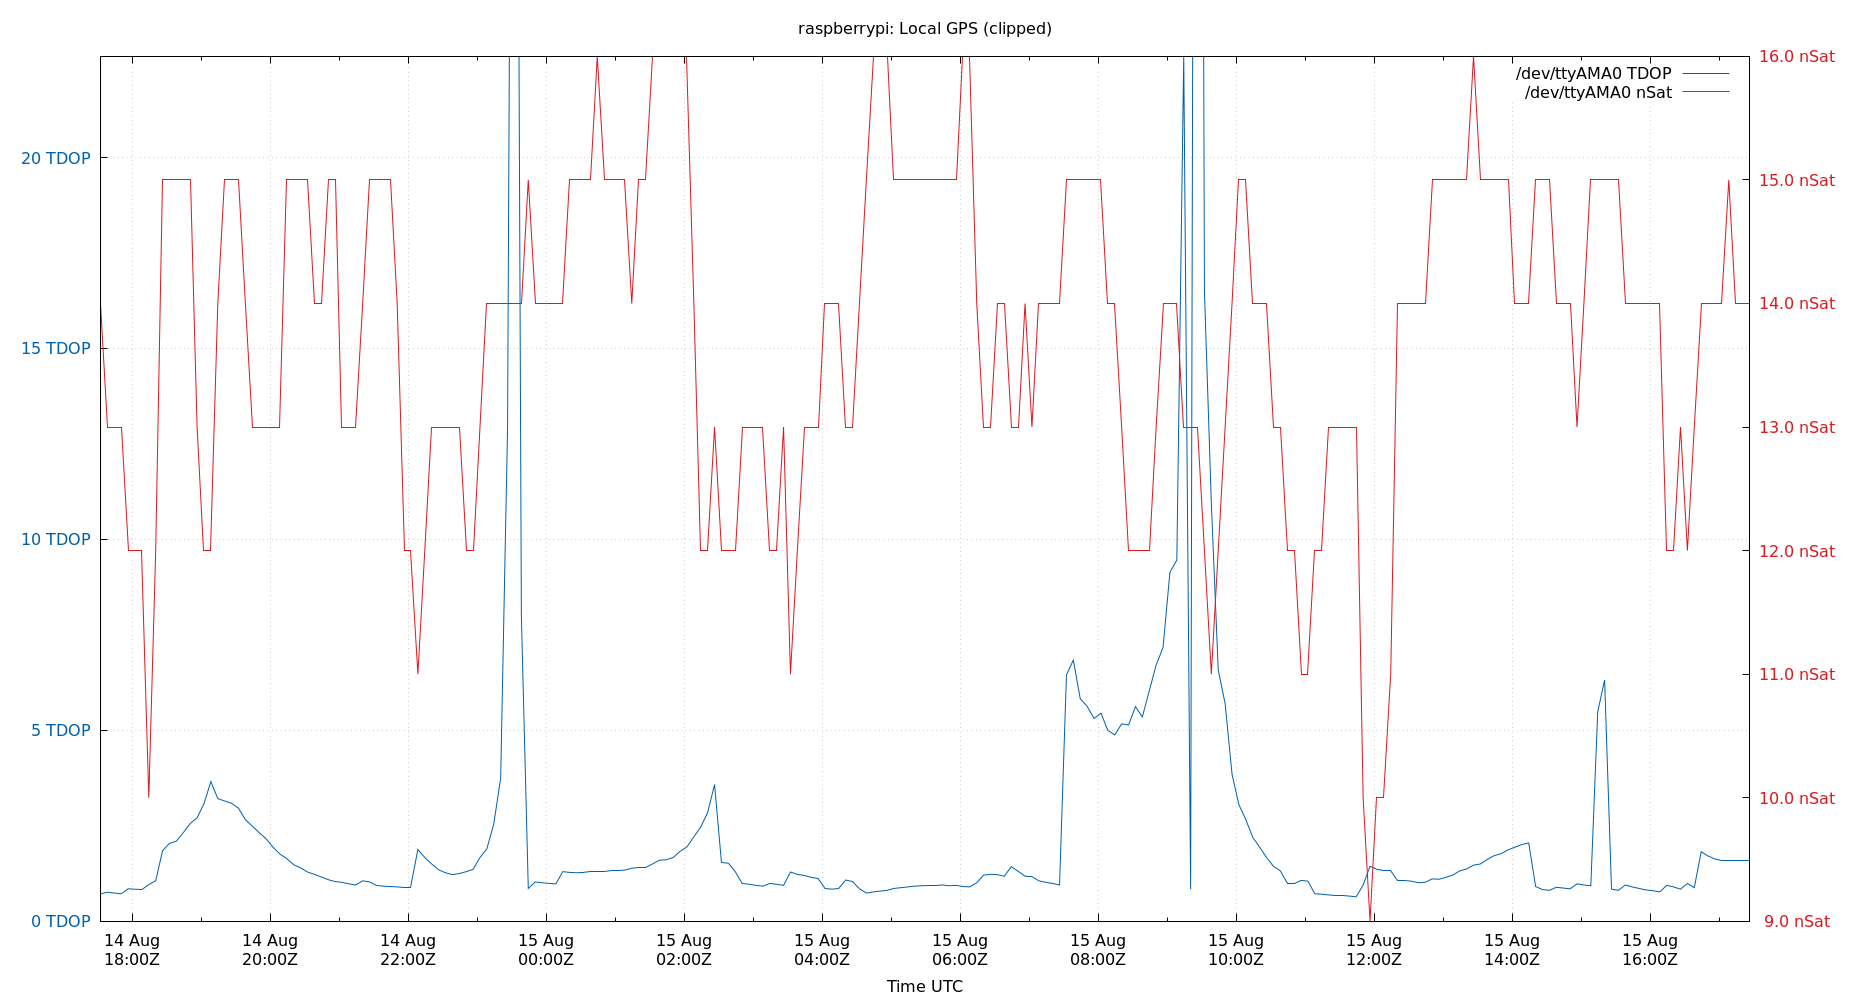 raspberrypi: Local GPS (clipped)
/dev/ttyAMA0 TDOP
/dev/ttyAMA0 nSat
20 TDOP
15 TDOP
10 TDOP
5 TDOP
0 TDOP
16.0 nSat
15.0 nSat
14.0 nSat
13.0 nSat
12.0 nSat
11.0 nSat
10.0 nSat
9.0 nSat
14 Aug 14 Aug 14 Aug 15 Aug 15 Aug 15 Aug 15 Aug 15 Aug 15 Aug 15 Aug 15 Aug 15 Aug
18:00Z 20:00Z 22:00Z 00:00Z 02:00Z 04:00Z 06:00Z 08:00Z 10:00Z 12:00Z 14:00Z 16:00Z
Time UTC